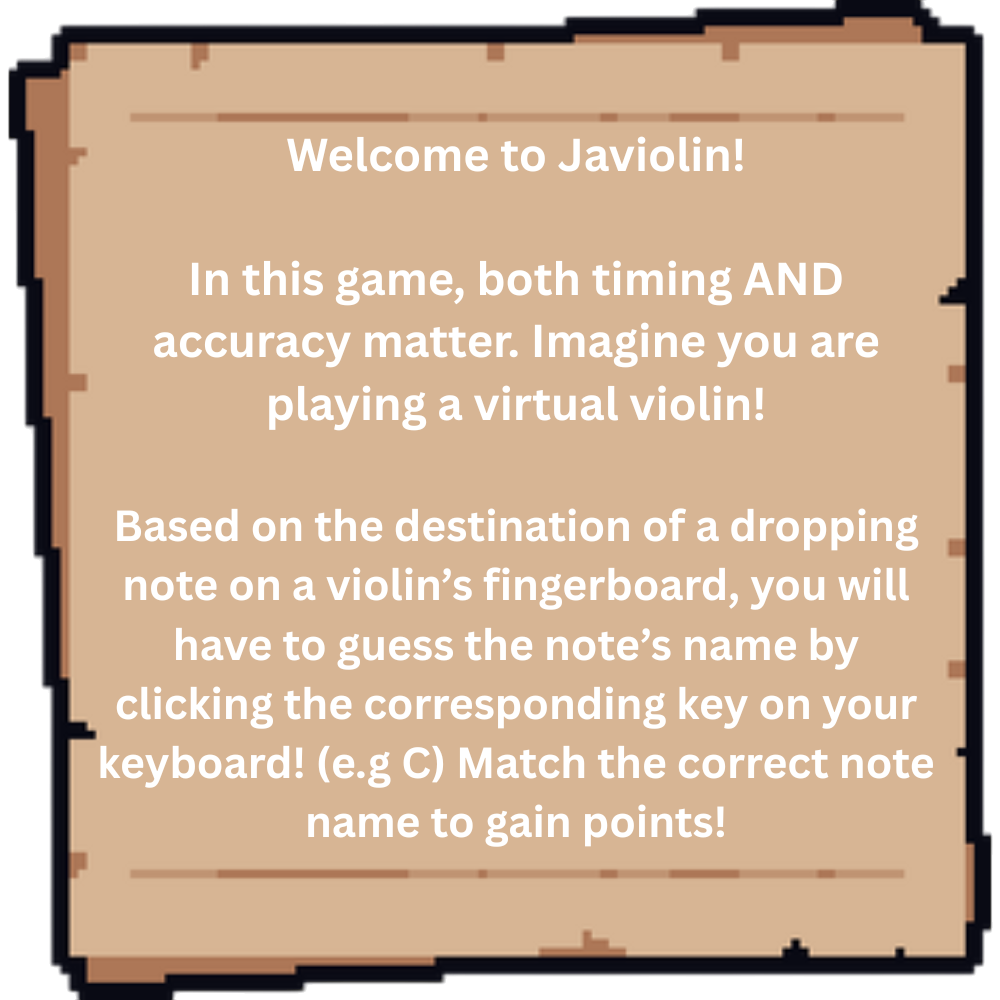 Welcome to Javiolin!
In this game, both timing AND
accuracy matter. Imagine you are
playing a virtual violin!
Based on the destination of a dropping
note on a violin’s fingerboard, you will
have to guess the note’s name by
clicking the corresponding key on your
keyboard! (e.g C) Match the correct note
name to gain points!